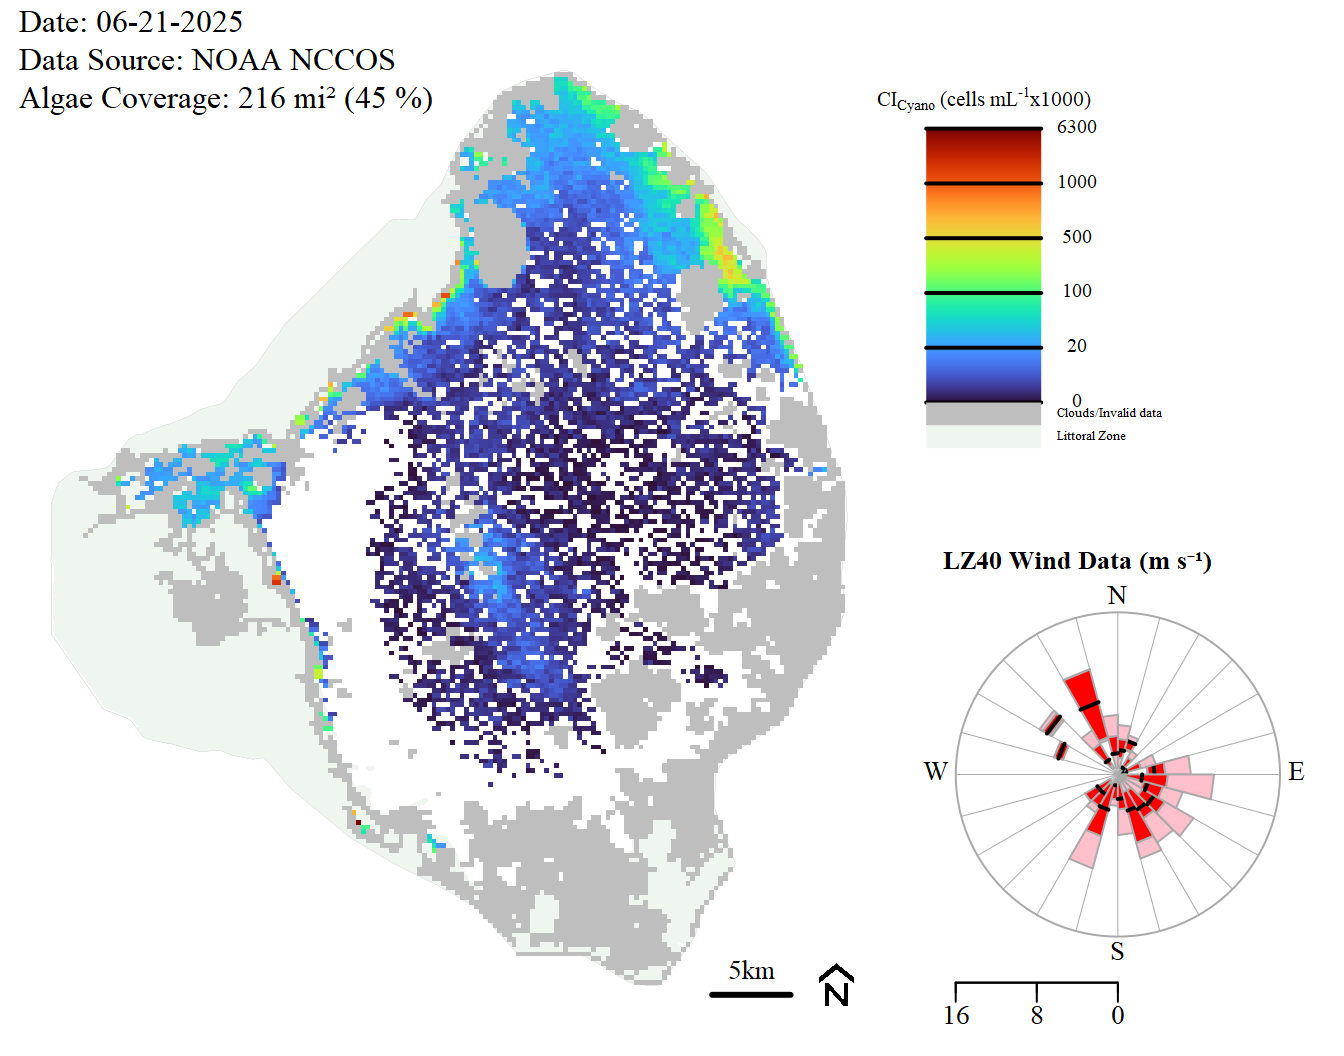 Date: 06-21-2025
Data Source: NOAA NCCOS
Algae Coverage: 216 mi² (45 %)
CICyano (cells mL⁻¹x1000)
6300
1000
500
100
20
0
Clouds/Invalid data
Littoral Zone
LZ40 Wind Data (m s⁻¹)
N
W
E
S
5km
N
16 8 0